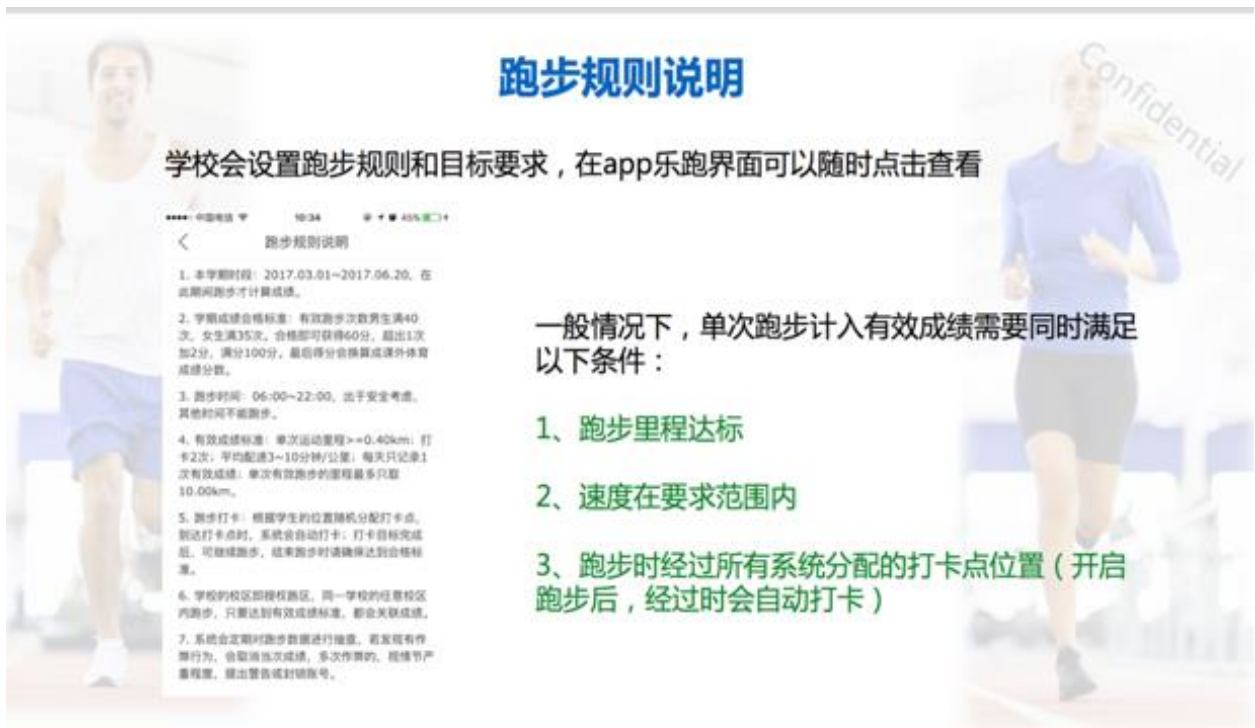 跑步规则说明
Confidential
学校会设置跑步规则和目标要求，在app乐跑界面可以随时点击查看
中国电信 10:34 45%
跑步规则说明
1. 本学期时段：2017.03.01~2017.06.20，在
此期间跑步才计算成绩。
2. 学期成绩合格标准：有效跑步次数男生满40
次，女生满35次。合格即可获得60分，超出1次
加2分，满分100分，最后得分会换算成课外体育
成绩分数。
3. 跑步时间：06:00~22:00，出于安全考虑，
其他时间不能跑步。
4. 有效成绩标准：单次运动里程>=0.40km；打
卡2次；平均配速3~10分钟/公里；每天只记录1
次有效成绩；单次有效跑步的里程最多只取
10.00km。
5. 跑步打卡：根据学生的位置随机分配打卡点，
到达打卡点时，系统会自动打卡；打卡目标完成
后，可继续跑步，结束跑步时请确保达到合格标
准。
6. 学校的校区即授权跑区，同一学校的任意校区
内跑步，只要达到有效成绩标准，都会关联成绩。
7. 系统会定期对跑步数据进行抽查，若发现有作
弊行为，会取消当次成绩，多次作弊的，视情节严
重程度，提出警告或封锁账号。
一般情况下，单次跑步计入有效成绩需要同时满足
以下条件：
1、跑步里程达标
2、速度在要求范围内
3、跑步时经过所有系统分配的打卡点位置（开启
跑步后，经过时会自动打卡）